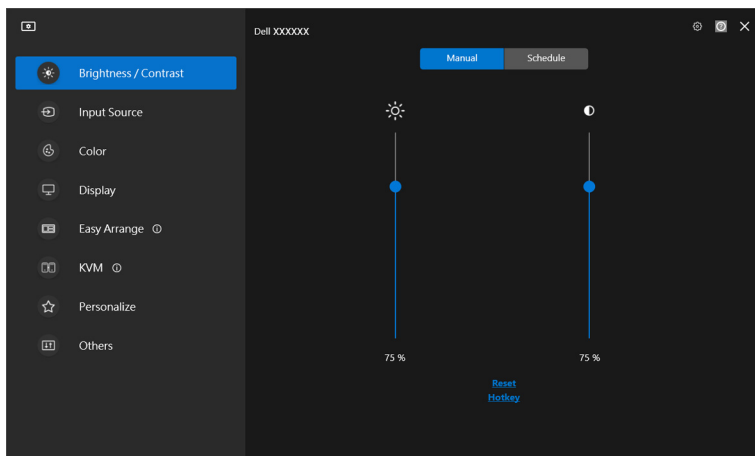 Dell XXXXXX
Manual Schedule
Brightness / Contrast
Input Source
Color
Display
Easy Arrange
KVM
Personalize
Others
75 % 75 %
Reset
Hotkey